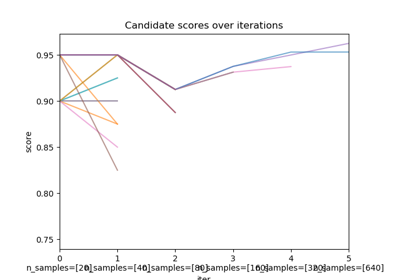 Candidate scores over iterations
0.95
0.90
0.85
0.80
0.75
score
0 1 2 3 4 5
n_samples=[20] n_samples=[40] n_samples=[80] n_samples=[160] n_samples=[320] n_samples=[640]
iter